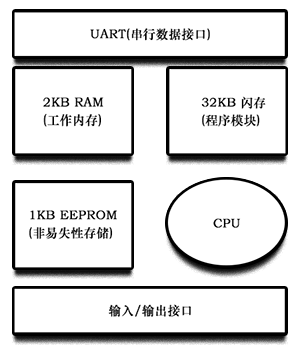 UART(串行数据接口)
2KB RAM
(工作内存)
32KB 闪存
(程序模块)
1KB EEPROM
(非易失性存储)
CPU
输入/输出接口